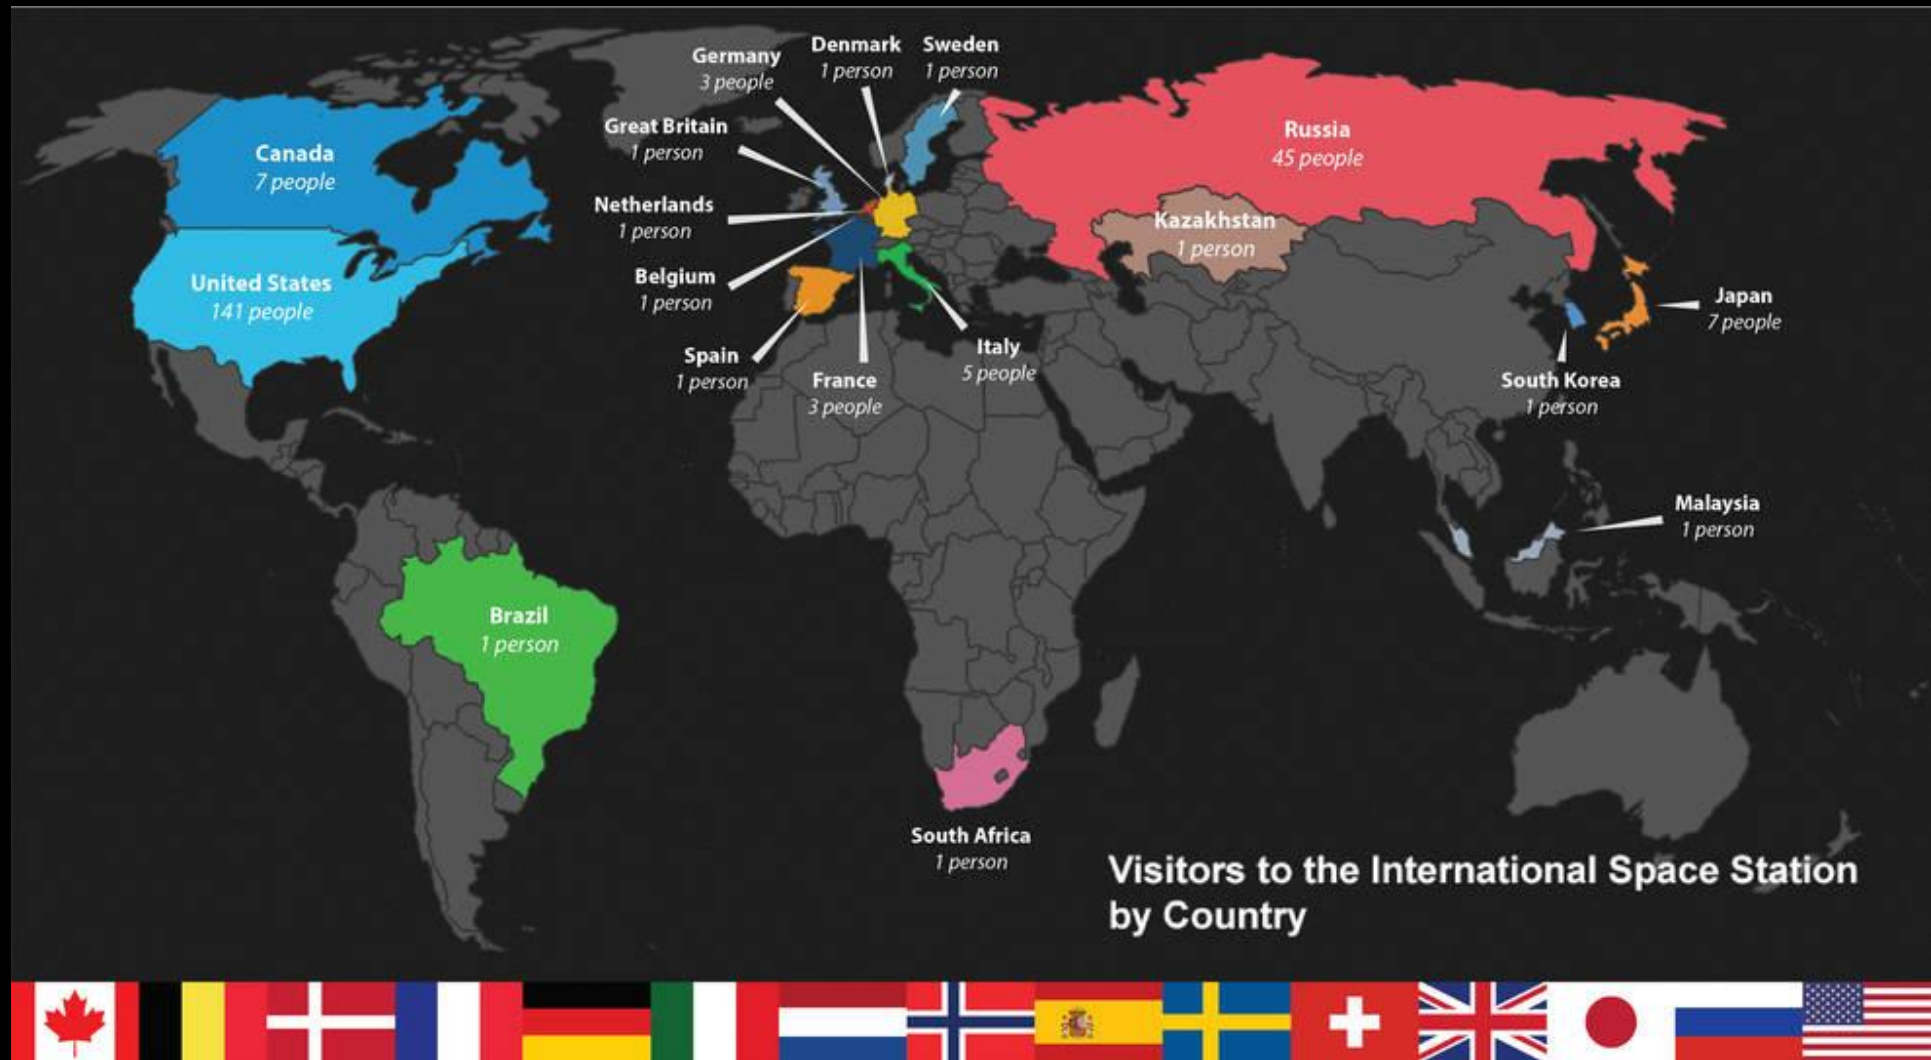 Germany
3 people
Denmark
1 person
Sweden
1 person
Great Britain
1 person
Canada
7 people
Russia
45 people
Netherlands
1 person
Kazakhstan
1 person
United States
141 people
Belgium
1 person
Japan
7 people
Spain
1 person
France
3 people
Italy
5 people
South Korea
1 person
Malaysia
1 person
Brazil
1 person
South Africa
1 person
Visitors to the International Space Station
by Country